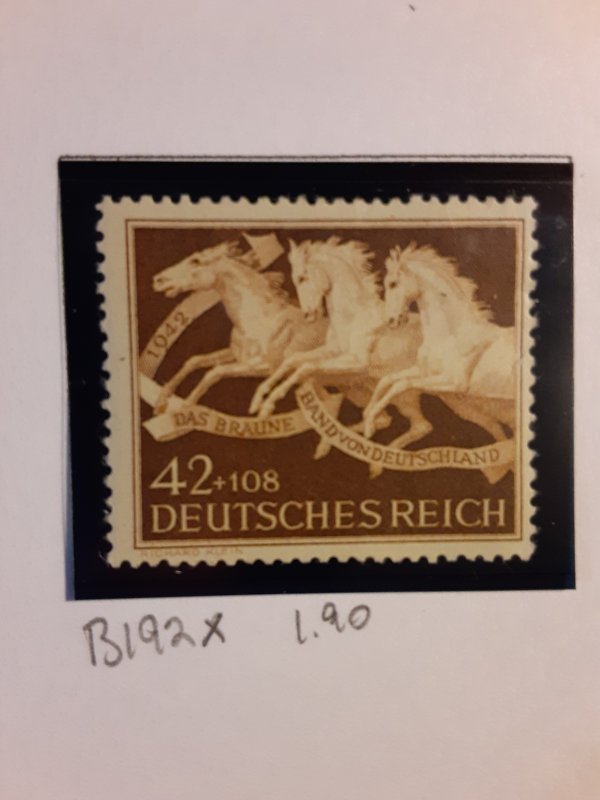 1942
DAS BRAUNE BAND VON DEUTSCHLAND
42+108
DEUTSCHES REICH
RICHARD KLEIN
B192x 1.90